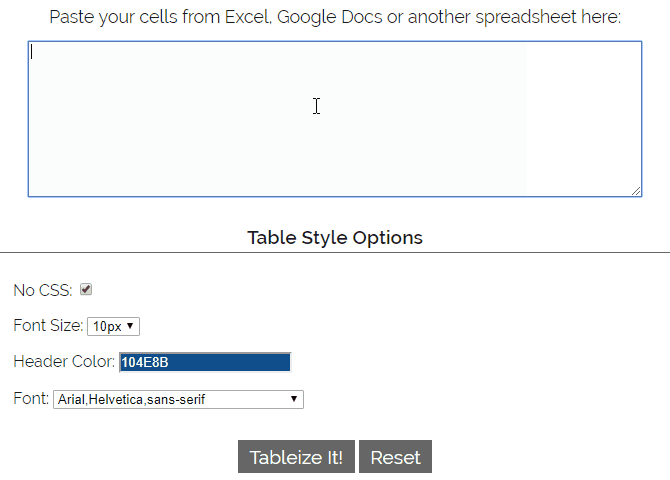 Paste your cells from Excel, Google Docs or another spreadsheet here:
Table Style Options
No CSS:
Font Size: 10px
Header Color: 104E8B
Font: Arial,Helvetica,sans-serif
Tableize It! Reset